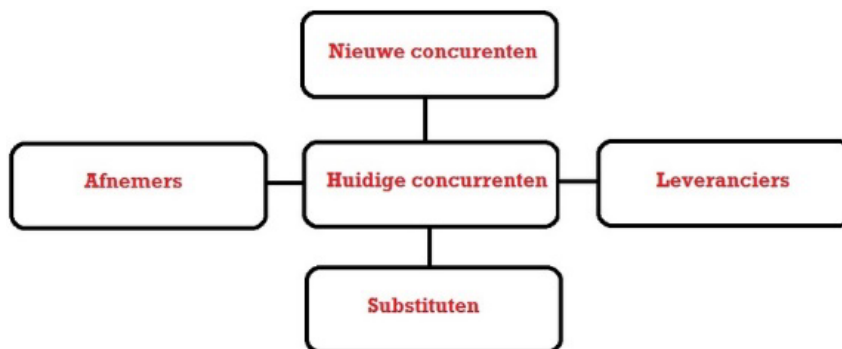 Nieuwe concurenten
Afnemers
Huidige concurrenten
Leveranciers
Substituten